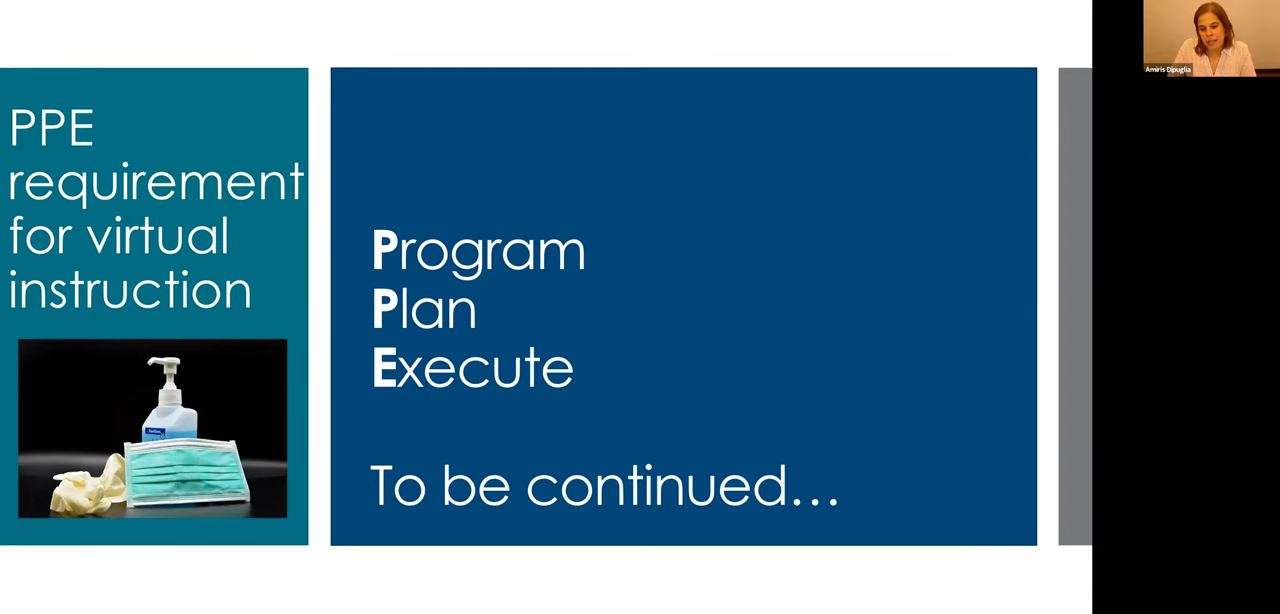 PPE
requirement
for virtual
instruction
Program
Plan
Execute
To be continued…
Amiris Dipuglia